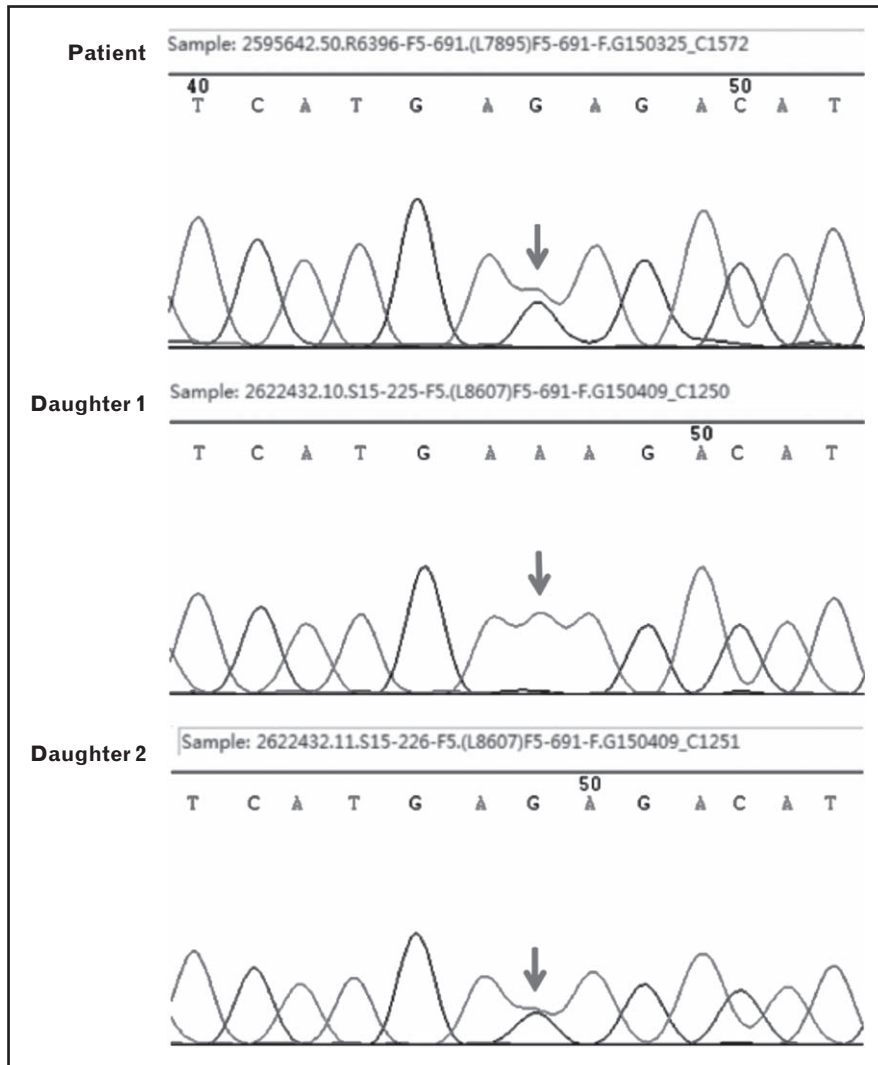 Patient
Sample: 2595642.50.R6396-F5-691.(L7895)F5-691-F.G150325_C1572
40 50
T C A T G A G A G A C A T
Daughter 1
Sample: 2622432.10.S15-225-F5.(L8607)F5-691-F.G150409_C1250
50
T C A T G A A A G A C A T
Daughter 2
Sample: 2622432.11.S15-226-F5.(L8607)F5-691-F.G150409_C1251
50
T C A T G A G A G A C A T